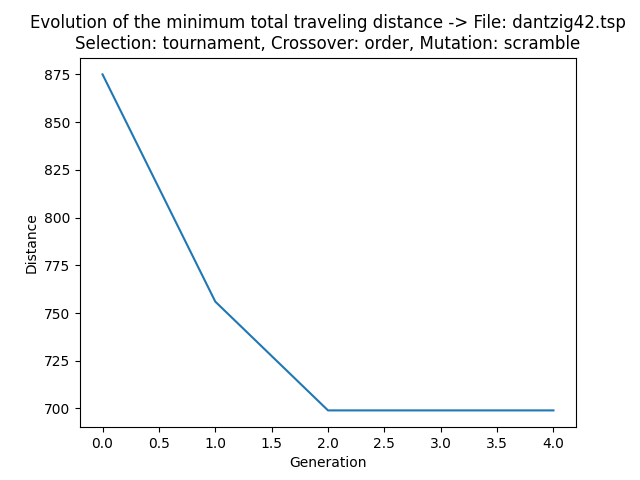 Evolution of the minimum total traveling distance -> File: dantzig42.tsp
Selection: tournament, Crossover: order, Mutation: scramble
875
850
825
800
775
750
725
700
Distance
0.0 0.5 1.0 1.5 2.0 2.5 3.0 3.5 4.0
Generation